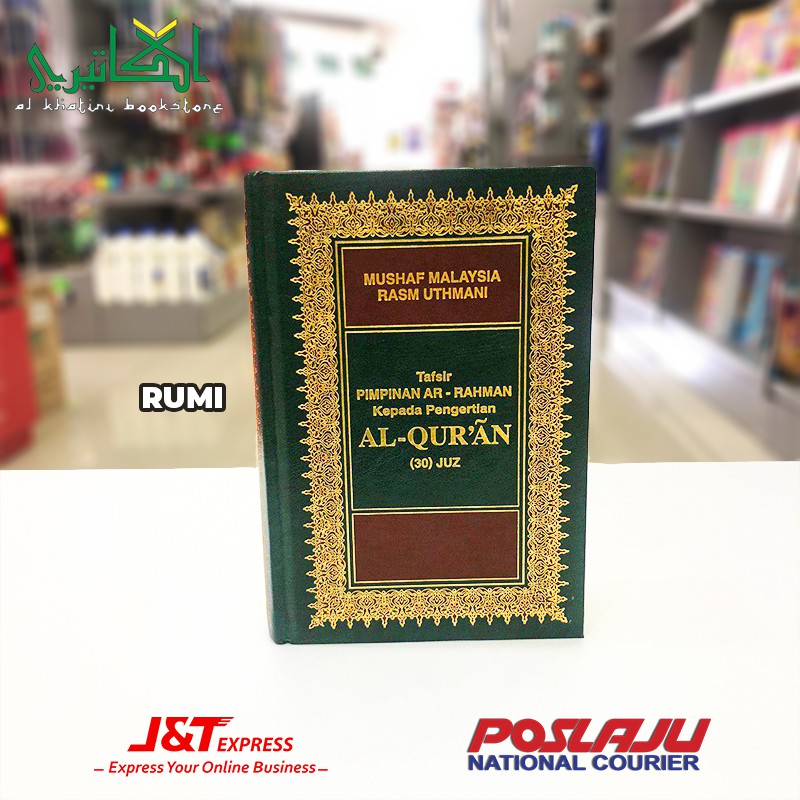 الكاتيري
al khatiri bookstore
MUSHAF MALAYSIA
RASM UTHMANI
Tafsir
PIMPINAN AR - RAHMAN
Kepada Pengertian
AL-QUR'ÃN
(30) JUZ
RUMI
J&T EXPRESS
– Express Your Online Business –
POSLAJU
NATIONAL COURIER